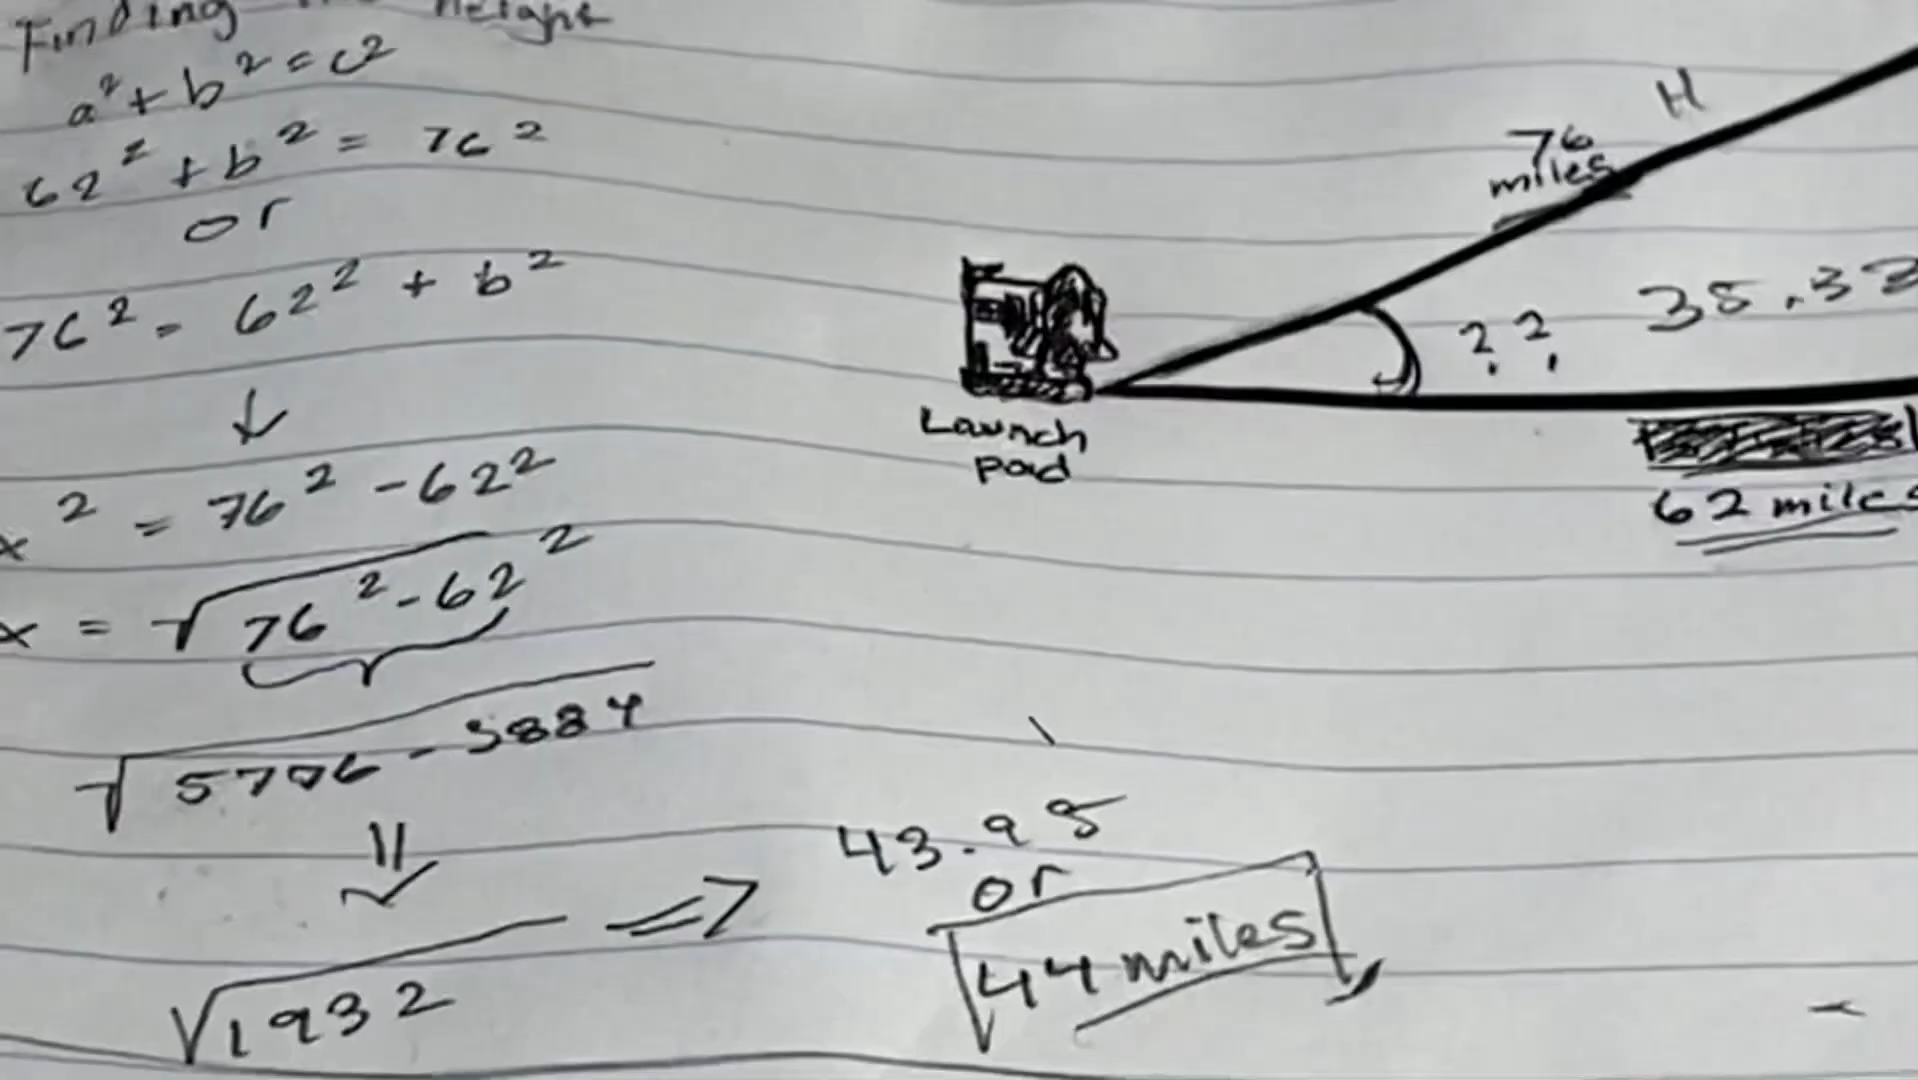 Finding the Height
a² + b² = c²
62² + b² = 76²
or
76² = 62² + b²
x² = 76² - 62²
x = √76² - 62²
√5776 - 3884
√1932
43.95
or
44 miles
H
76
miles
?? 35.33
Launch
pad
62 miles